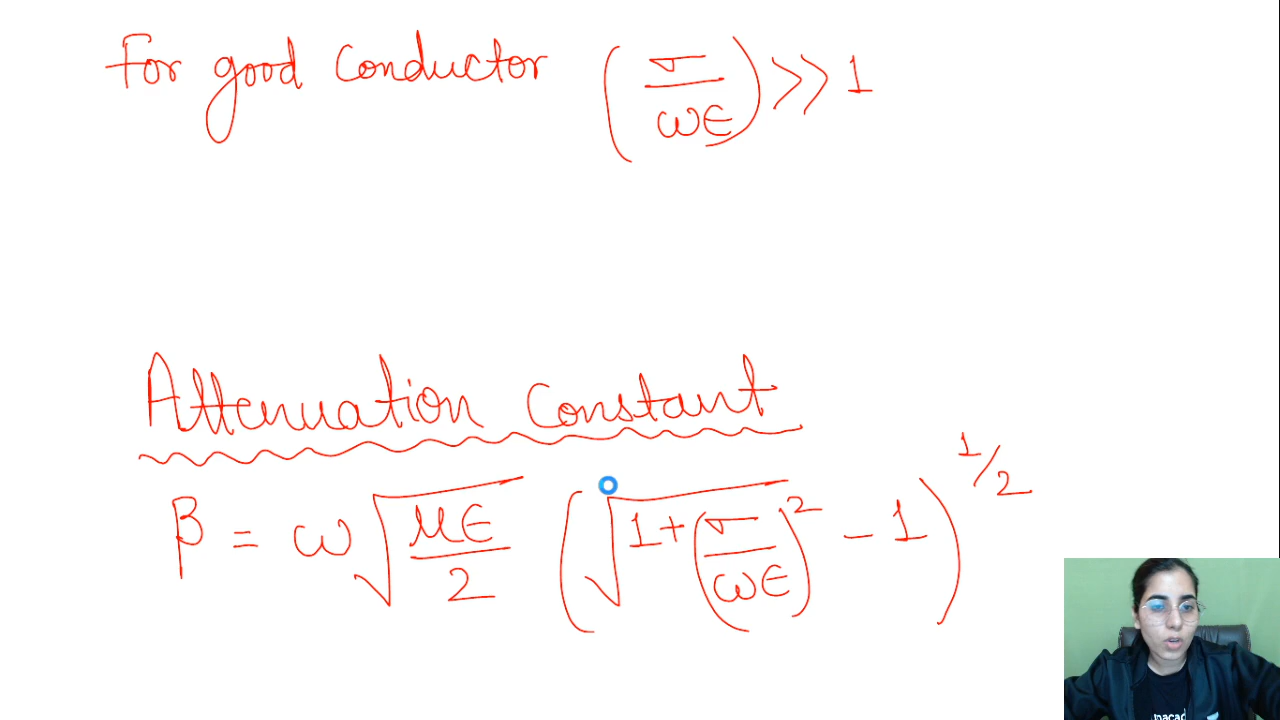 For good Conductor (σ/ωϵ) >> 1
Attenuation Constant
β = ω√(μϵ/2) (√(1+(σ/ωϵ)²) - 1)^1/2